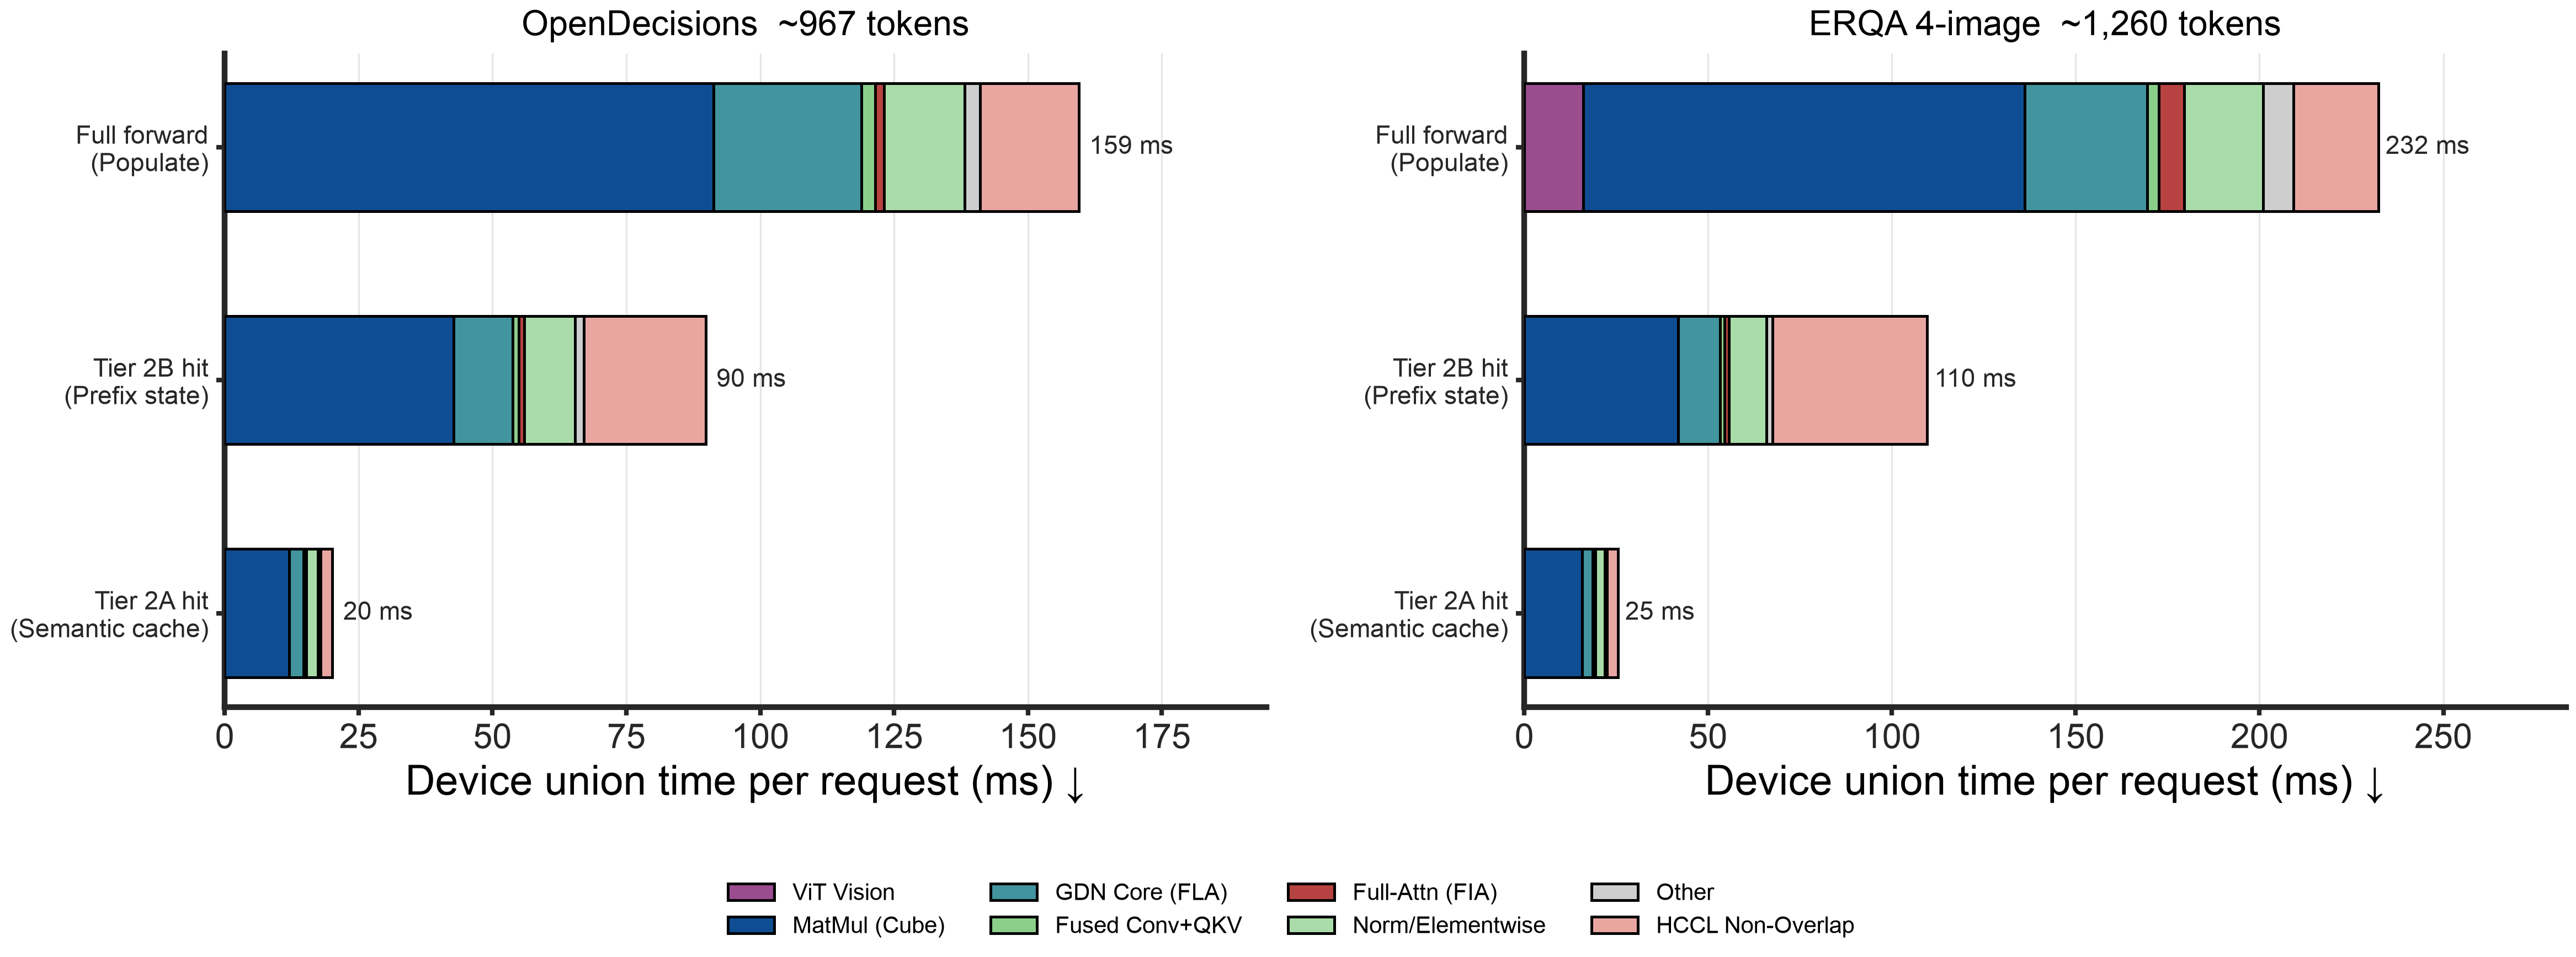 OpenDecisions  ~967 tokens
Full forward
(Populate)
159 ms
Tier 2B hit
(Prefix state)
90 ms
Tier 2A hit
(Semantic cache)
20 ms
0 25 50 75 100 125 150 175
Device union time per request (ms) ↓
ERQA 4-image  ~1,260 tokens
Full forward
(Populate)
232 ms
Tier 2B hit
(Prefix state)
110 ms
Tier 2A hit
(Semantic cache)
25 ms
0 50 100 150 200 250
Device union time per request (ms) ↓
ViT Vision GDN Core (FLA) Full-Attn (FIA) Other
MatMul (Cube) Fused Conv+QKV Norm/Elementwise HCCL Non-Overlap